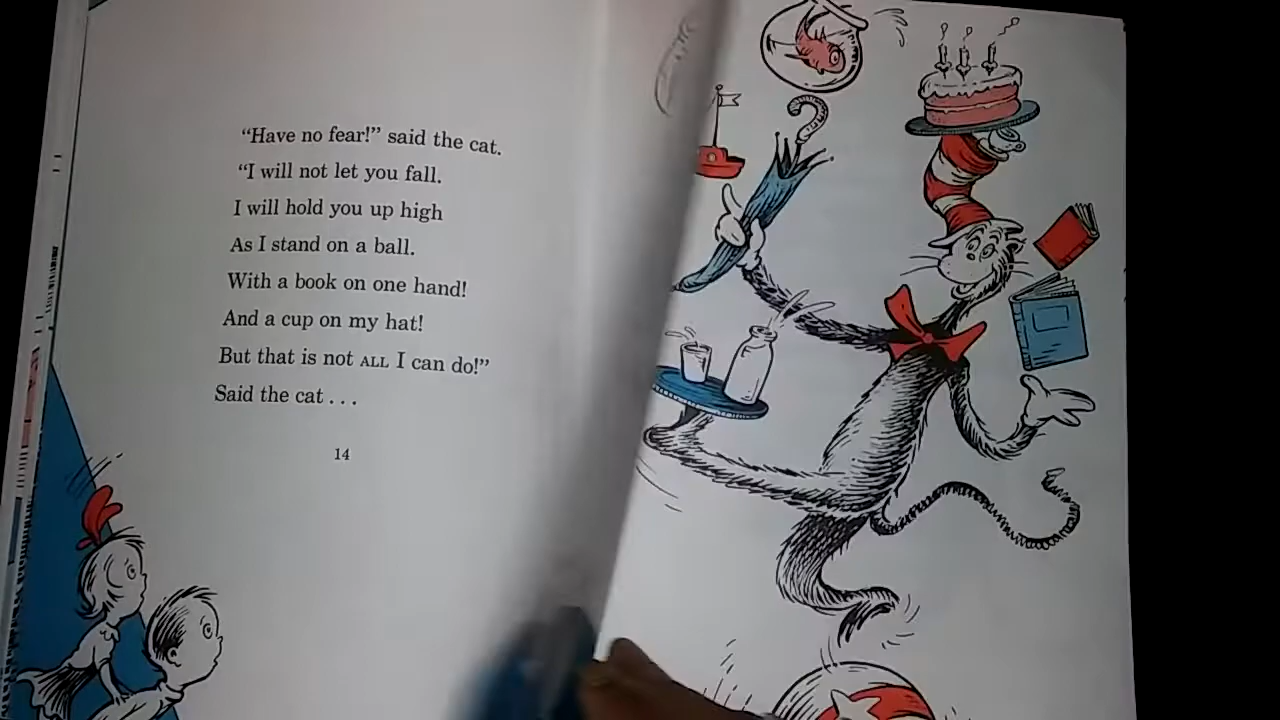 “Have no fear!” said the cat.
“I will not let you fall.
I will hold you up high
As I stand on a ball.
With a book on one hand!
And a cup on my hat!
But that is not ALL I can do!”
Said the cat . . .
14